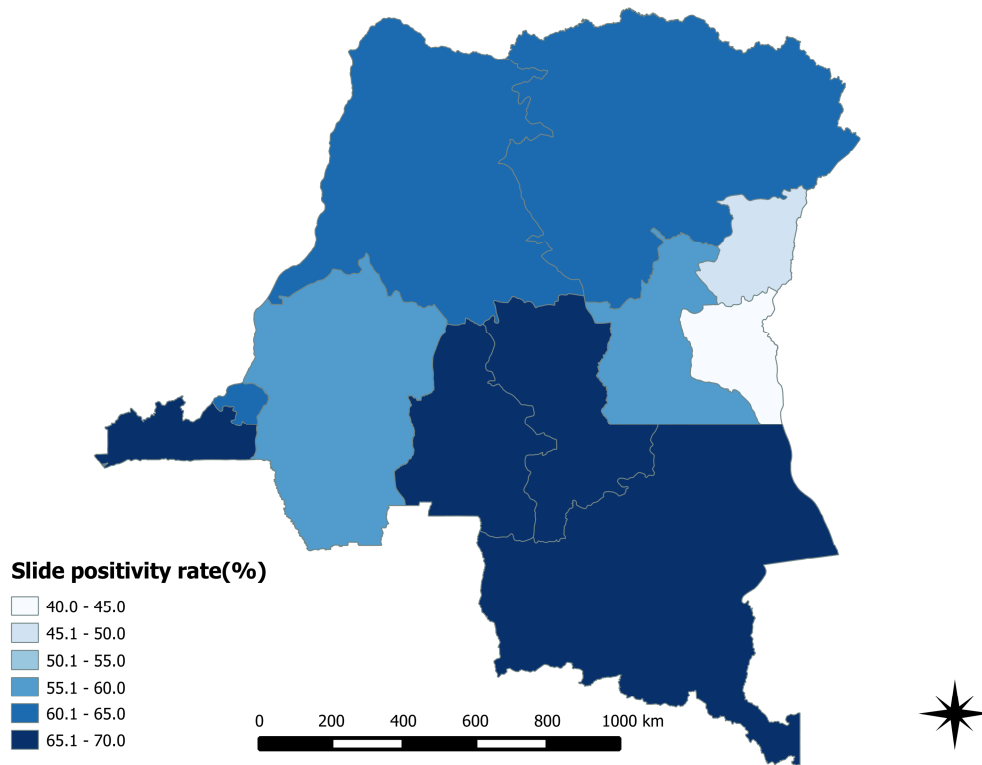 Slide positivity rate(%)
40.0 - 45.0
45.1 - 50.0
50.1 - 55.0
55.1 - 60.0
60.1 - 65.0
65.1 - 70.0
0 200 400 600 800 1000 km